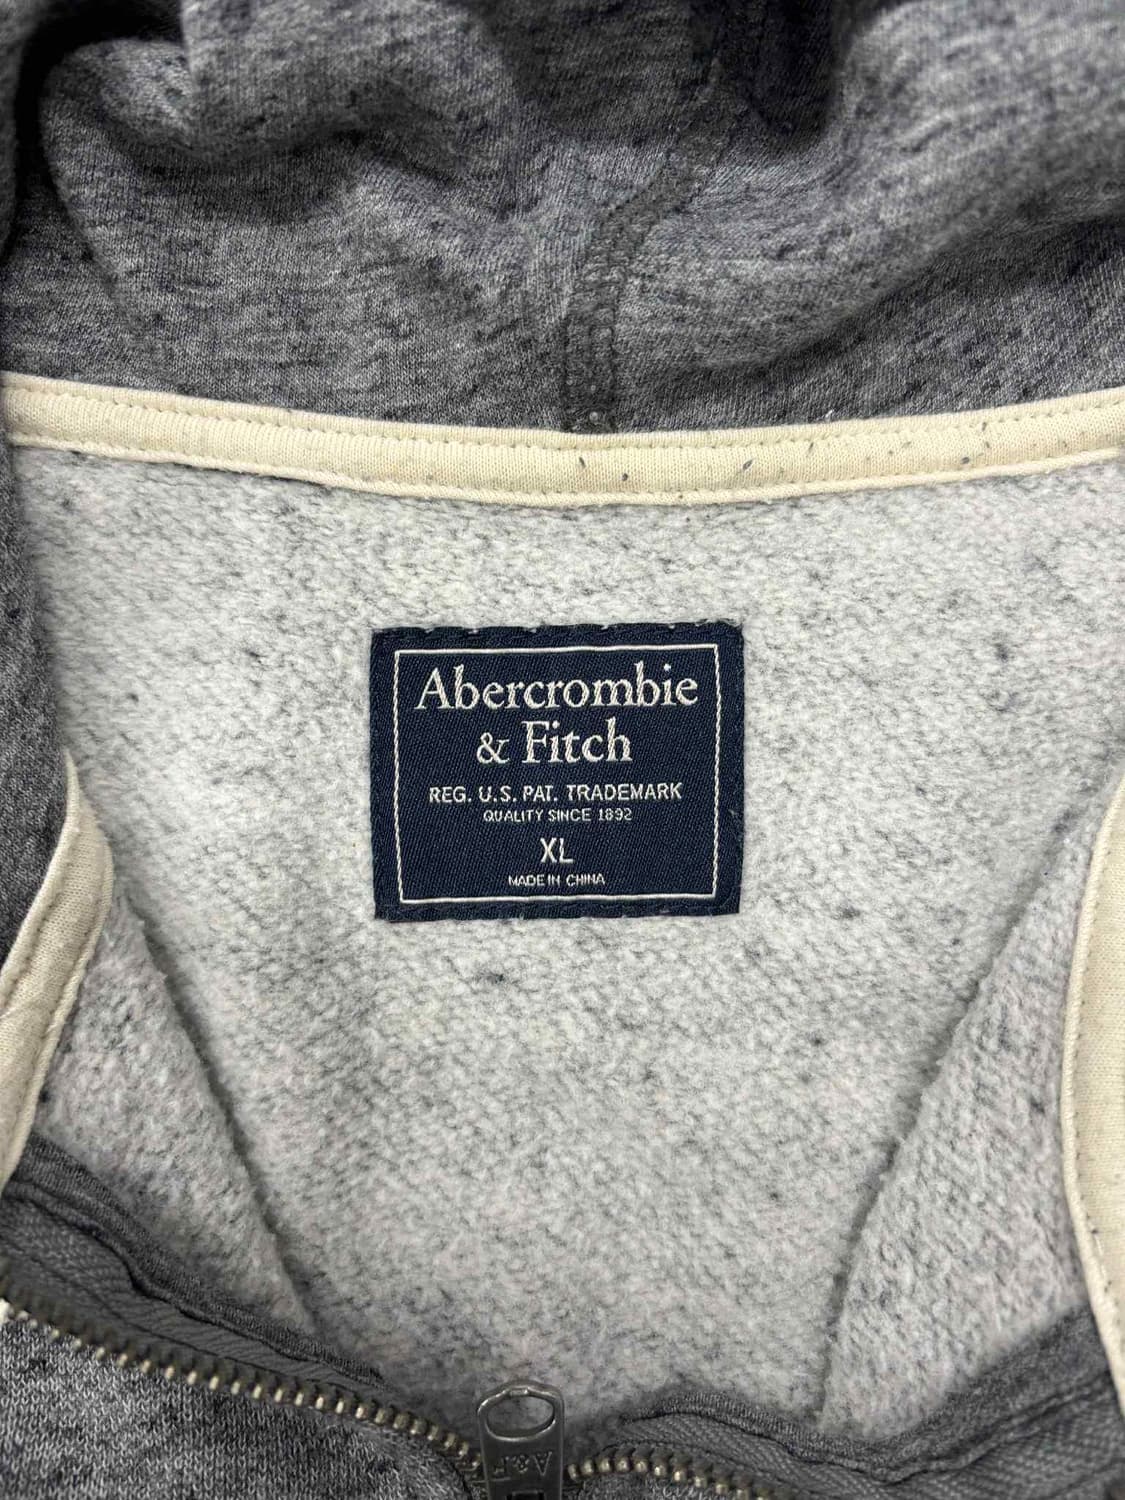 Abercrombie
& Fitch
REG. U.S. PAT. TRADEMARK
QUALITY SINCE 1892
XL
MADE IN CHINA
A&F